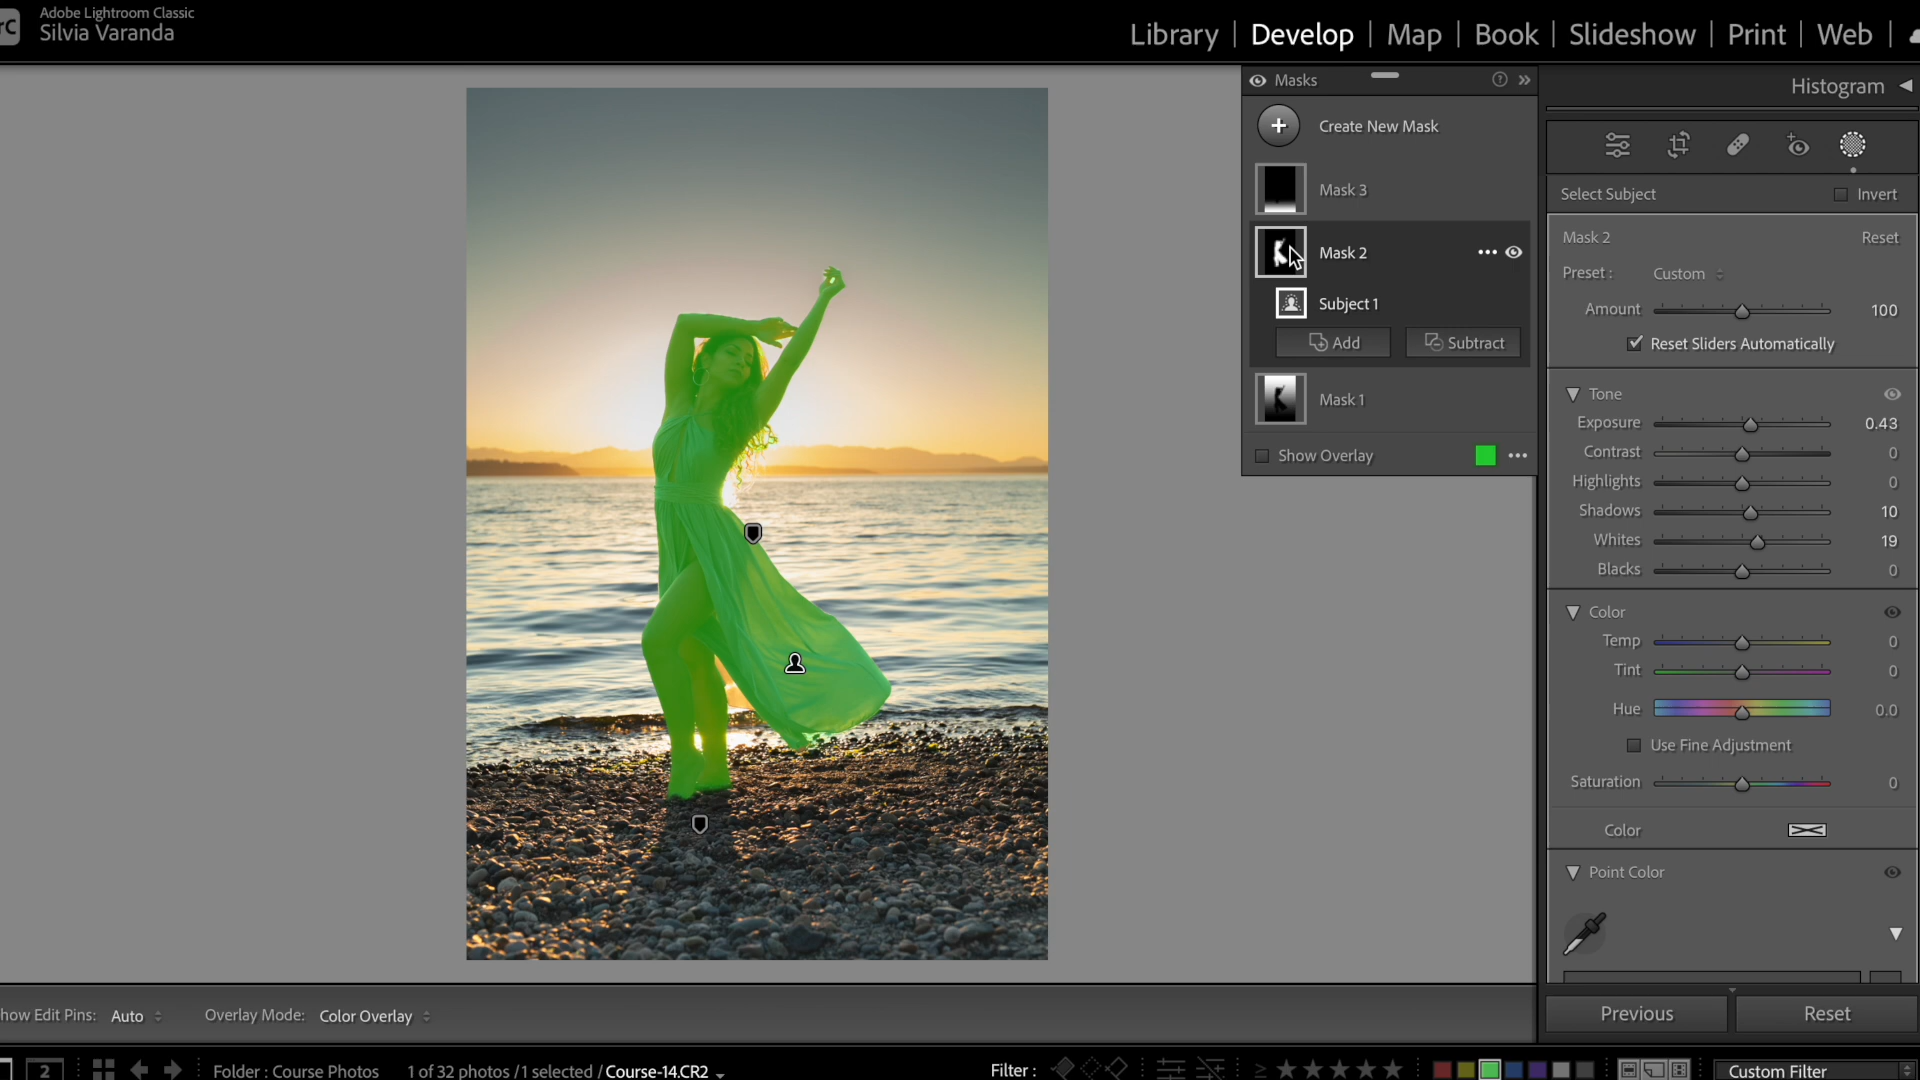 rC
Adobe Lightroom Classic
Silvia Varanda
Library | Develop | Map | Book | Slideshow | Print | Web |
Masks
Create New Mask
Mask 3
Mask 2
Subject 1
Add Subtract
Mask 1
Show Overlay
Histogram
Select Subject Invert
Mask 2 Reset
Preset : Custom
Amount 100
Reset Sliders Automatically
Tone
Exposure 0.43
Contrast 0
Highlights 0
Shadows 10
Whites 19
Blacks 0
Color
Temp 0
Tint 0
Hue 0.0
Use Fine Adjustment
Saturation 0
Color
Point Color
Previous Reset
how Edit Pins: Auto Overlay Mode: Color Overlay
2 Folder : Course Photos 1 of 32 photos /1 selected / Course-14.CR2 Filter : ≥ Custom Filter